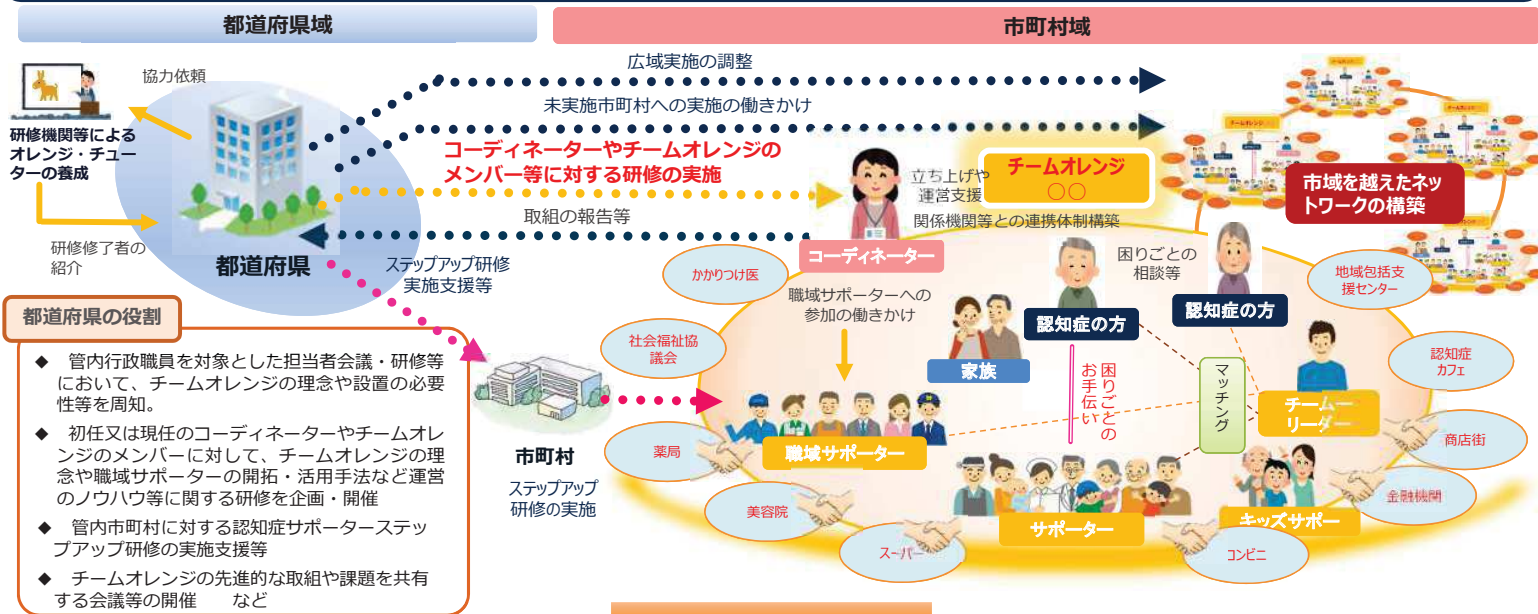 都道府県域
市町村域
協力依頼
研修機関等による
オレンジ・チュー
ターの養成
研修修了者の
紹介
都道府県
広域実施の調整
未実施市町村への実施の働きかけ
コーディネーターやチームオレンジの
メンバー等に対する研修の実施
取組の報告等
ステップアップ研修
実施支援等
都道府県の役割
◆ 管内行政職員を対象とした担当者会議・研修等
において、チームオレンジの理念や設置の必要
性等を周知。
◆ 初任又は現任のコーディネーターやチームオレ
ンジのメンバーに対して、チームオレンジの理
念や職域サポーターの開拓・活用手法など運営
のノウハウ等に関する研修を企画・開催
◆ 管内市町村に対する認知症サポーターステッ
プアップ研修の実施支援等
◆ チームオレンジの先進的な取組や課題を共有
する会議等の開催 など
市町村
ステップアップ
研修の実施
コーディネーター
立ち上げや
運営支援
関係機関等との連携体制構築
チームオレンジ
○○
市域を越えたネッ
トワークの構築
チームオレンジ
職域サポーターへの
参加の働きかけ
困りごとの
相談等
認知症の方
認知症の方
家族
困りごとの
お手伝い
マッチング
チームー
リーダー
職域サポーター
サポーター
キッズサポー
かかりつけ医
社会福祉協
議会
薬局
美容院
スーパー
コンビニ
金融機関
商店街
認知症
カフェ
地域包括支
援センター